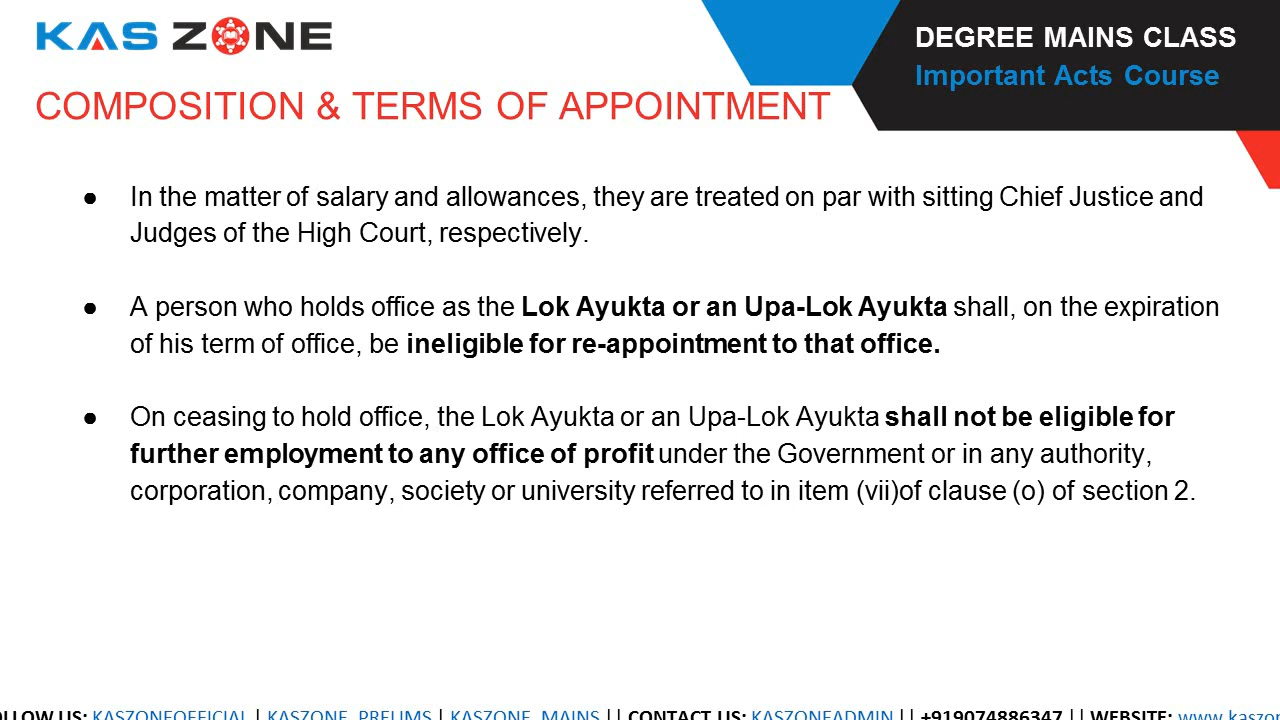 KAS ZONE
DEGREE MAINS CLASS
Important Acts Course
COMPOSITION & TERMS OF APPOINTMENT
● In the matter of salary and allowances, they are treated on par with sitting Chief Justice and
Judges of the High Court, respectively.
● A person who holds office as the Lok Ayukta or an Upa-Lok Ayukta shall, on the expiration
of his term of office, be ineligible for re-appointment to that office.
● On ceasing to hold office, the Lok Ayukta or an Upa-Lok Ayukta shall not be eligible for
further employment to any office of profit under the Government or in any authority,
corporation, company, society or university referred to in item (vii)of clause (o) of section 2.
US: KASZONEOFFICIAL | KASZONE_PRELIMS | KASZONE_MAINS || CONTACT US: KASZONEADMIN || +919074886347 || WEBSITE: